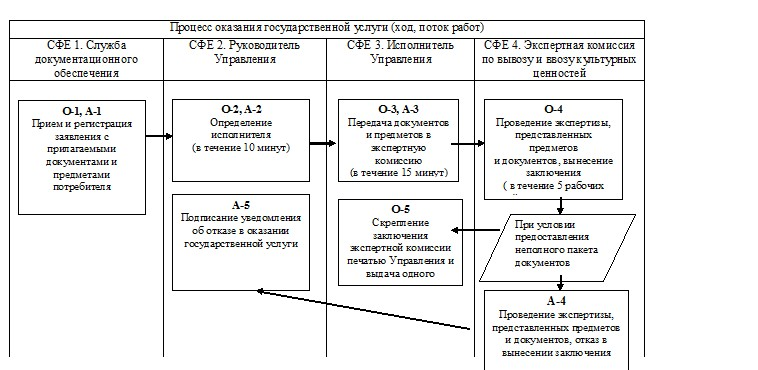 Процесс оказания государственной услуги (ход, поток работ)
СФЕ 1. Служба
документационного
обеспечения
СФЕ 2. Руководитель
Управления
СФЕ 3. Исполнитель
Управления
СФЕ 4. Экспертная комиссия
по вывозу и ввозу культурных
ценностей
О-1, А-1
Прием и регистрация
заявления с
прилагаемыми
документами и
предметами
потребителя
О-2, А-2
Определение
исполнителя
(в течение 10 минут)
О-3, А-3
Передача документов
и предметов в
экспертную
комиссию
(в течение 15 минут)
О-4
Проведение экспертизы,
представленных
предметов
и документов, вынесение
заключения
( в течение 5 рабочих
А-5
Подписание уведомления
об отказе в оказании
государственной услуги
О-5
Скрепление
заключения
экспертной комиссии
печатью Управления и
выдача одного
При условии
предоставления
неполного пакета
документов
А-4
Проведение экспертизы,
представленных предметов
и документов, отказ в
вынесении заключения